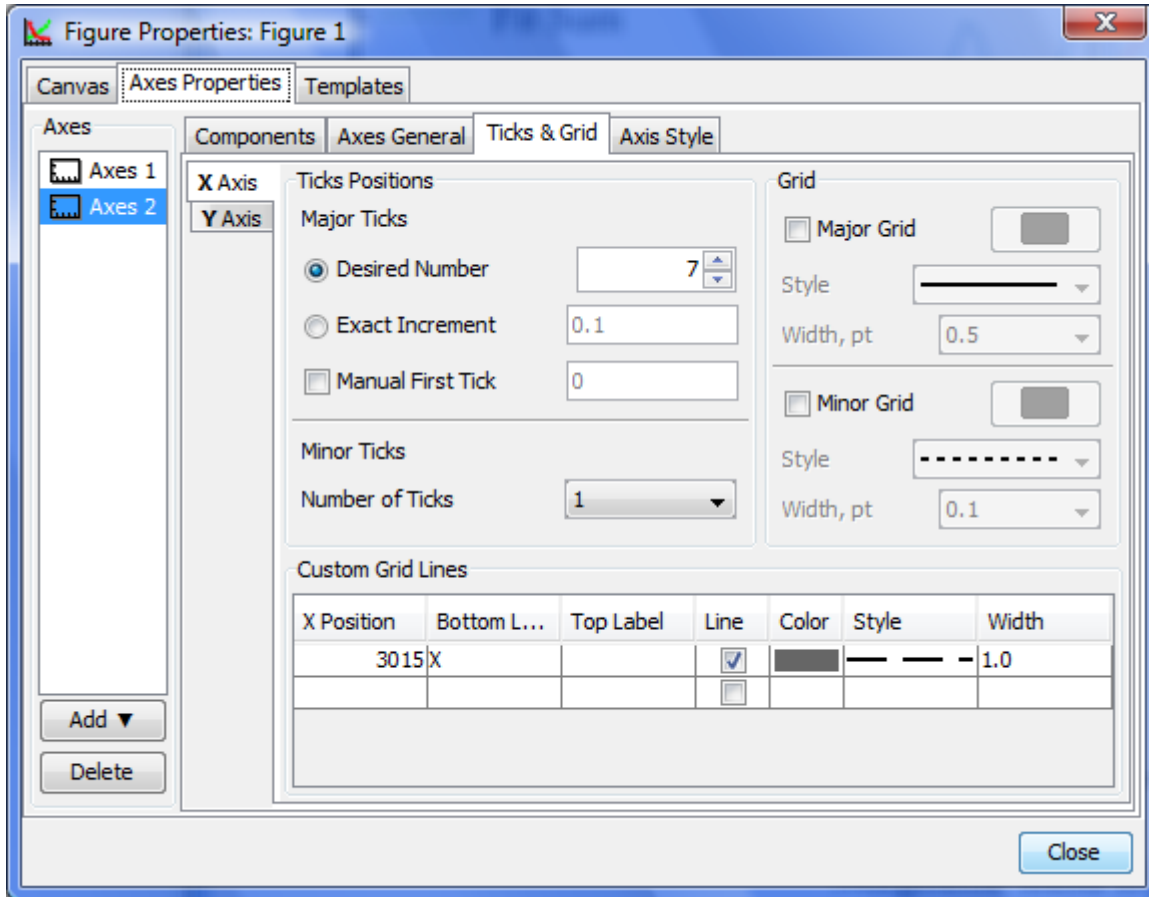 Figure Properties: Figure 1
Canvas Axes Properties Templates
Axes
Axes 1
Axes 2
Add ▼
Delete
Components Axes General Ticks & Grid Axis Style
X Axis
Y Axis
Ticks Positions
Major Ticks
Desired Number 7
Exact Increment 0.1
Manual First Tick 0
Minor Ticks
Number of Ticks 1
Grid
Major Grid
Style
Width, pt 0.5
Minor Grid
Style
Width, pt 0.1
Custom Grid Lines
X Position Bottom L... Top Label Line Color Style Width
3015 X 1.0
Close